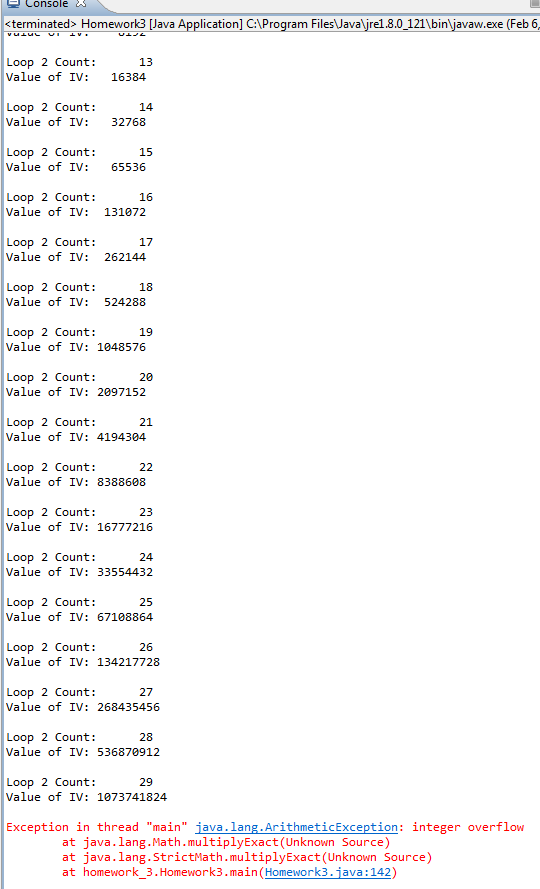 Console
<terminated> Homework3 [Java Application] C:\Program Files\Java\jre1.8.0_121\bin\javaw.exe (Feb 6,
Value of IV:    8192
Loop 2 Count:      13
Value of IV:   16384
Loop 2 Count:      14
Value of IV:   32768
Loop 2 Count:      15
Value of IV:   65536
Loop 2 Count:      16
Value of IV:  131072
Loop 2 Count:      17
Value of IV:  262144
Loop 2 Count:      18
Value of IV:  524288
Loop 2 Count:      19
Value of IV: 1048576
Loop 2 Count:      20
Value of IV: 2097152
Loop 2 Count:      21
Value of IV: 4194304
Loop 2 Count:      22
Value of IV: 8388608
Loop 2 Count:      23
Value of IV: 16777216
Loop 2 Count:      24
Value of IV: 33554432
Loop 2 Count:      25
Value of IV: 67108864
Loop 2 Count:      26
Value of IV: 134217728
Loop 2 Count:      27
Value of IV: 268435456
Loop 2 Count:      28
Value of IV: 536870912
Loop 2 Count:      29
Value of IV: 1073741824
Exception in thread "main" java.lang.ArithmeticException: integer overflow
at java.lang.Math.multiplyExact(Unknown Source)
at java.lang.StrictMath.multiplyExact(Unknown Source)
at homework_3.Homework3.main(Homework3.java:142)